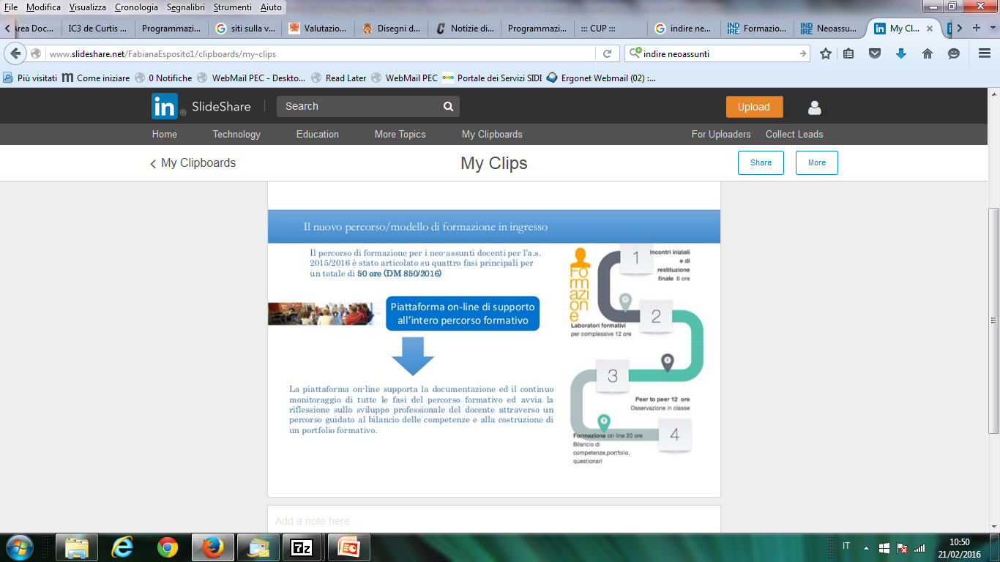 File Modifica Visualizza Cronologia Segnalibri Strumenti Aiuto
Area Doc... IC3 de Curtis ... Programmazi... siti sulla v... Valutazio... Disegni d... Notizie di... Programmazi... ::: CUP ::: indire ne... Formazio... Neoassu... My Cl...
www.slideshare.net/FabianaEsposito1/clipboards/my-clips
indire neoassunti
Più visitati Come iniziare 0 Notifiche WebMail PEC - Deskto... Read Later WebMail PEC Portale dei Servizi SIDI Ergonet Webmail (02) :...
in SlideShare
Search
Upload
Home Technology Education More Topics My Clipboards For Uploaders Collect Leads
My Clipboards
My Clips
Share More
Il nuovo percorso/modello di formazione in ingresso
Il percorso di formazione per i neo-assunti docenti per l'a.s.
2015/2016 è stato articolato su quattro fasi principali per
un totale di 50 ore (DM 850/2016)
Piattaforma on-line di supporto
all'intero percorso formativo
La piattaforma on-line supporta la documentazione ed il continuo
monitoraggio di tutte le fasi del percorso formativo ed avvia la
riflessione sullo sviluppo professionale del docente attraverso un
percorso guidato al bilancio delle competenze e alla costruzione di
un portfolio formativo.
Formazione
1
Incontri iniziali
e di
restituzione
finale 6 ore
2
Laboratori formativi
per complessive 12 ore
3
Peer to peer 12 ore
Osservazione in classe
4
Formazione on line 20 ore
Bilancio di
competenze,portfolio,
questionari
Add a note here...
7z
IT
10:50
21/02/2016